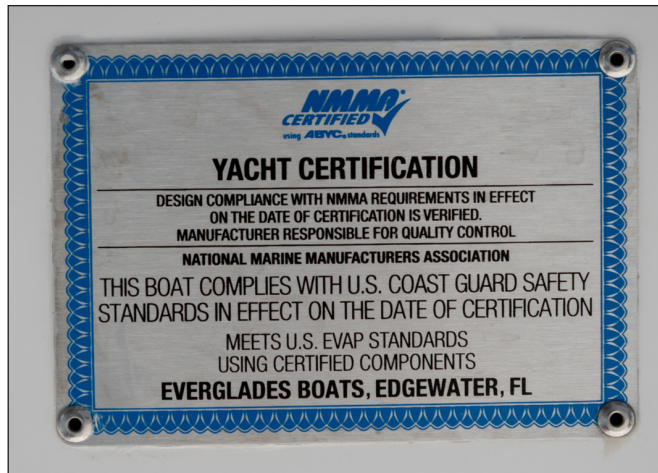 NMMA®
CERTIFIED
using ABYC® standards
YACHT CERTIFICATION
DESIGN COMPLIANCE WITH NMMA REQUIREMENTS IN EFFECT
ON THE DATE OF CERTIFICATION IS VERIFIED.
MANUFACTURER RESPONSIBLE FOR QUALITY CONTROL
NATIONAL MARINE MANUFACTURERS ASSOCIATION
THIS BOAT COMPLIES WITH U.S. COAST GUARD SAFETY
STANDARDS IN EFFECT ON THE DATE OF CERTIFICATION
MEETS U.S. EVAP STANDARDS
USING CERTIFIED COMPONENTS
EVERGLADES BOATS, EDGEWATER, FL